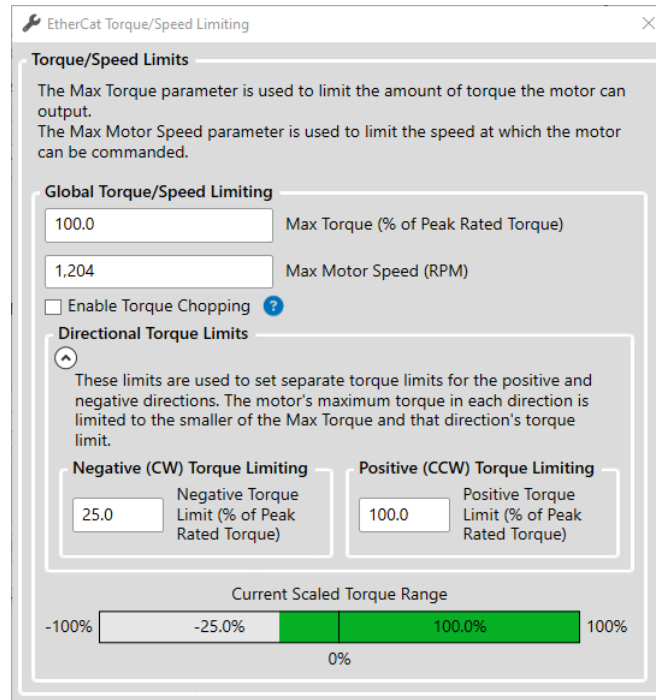 EtherCat Torque/Speed Limiting
Torque/Speed Limits
The Max Torque parameter is used to limit the amount of torque the motor can
output.
The Max Motor Speed parameter is used to limit the speed at which the motor
can be commanded.
Global Torque/Speed Limiting
100.0 Max Torque (% of Peak Rated Torque)
1,204 Max Motor Speed (RPM)
Enable Torque Chopping ?
Directional Torque Limits
These limits are used to set separate torque limits for the positive and
negative directions. The motor's maximum torque in each direction is
limited to the smaller of the Max Torque and that direction's torque
limit.
Negative (CW) Torque Limiting
25.0
Negative Torque
Limit (% of Peak
Rated Torque)
Positive (CCW) Torque Limiting
100.0
Positive Torque
Limit (% of Peak
Rated Torque)
Current Scaled Torque Range
-100% -25.0% 100.0% 100%
0%